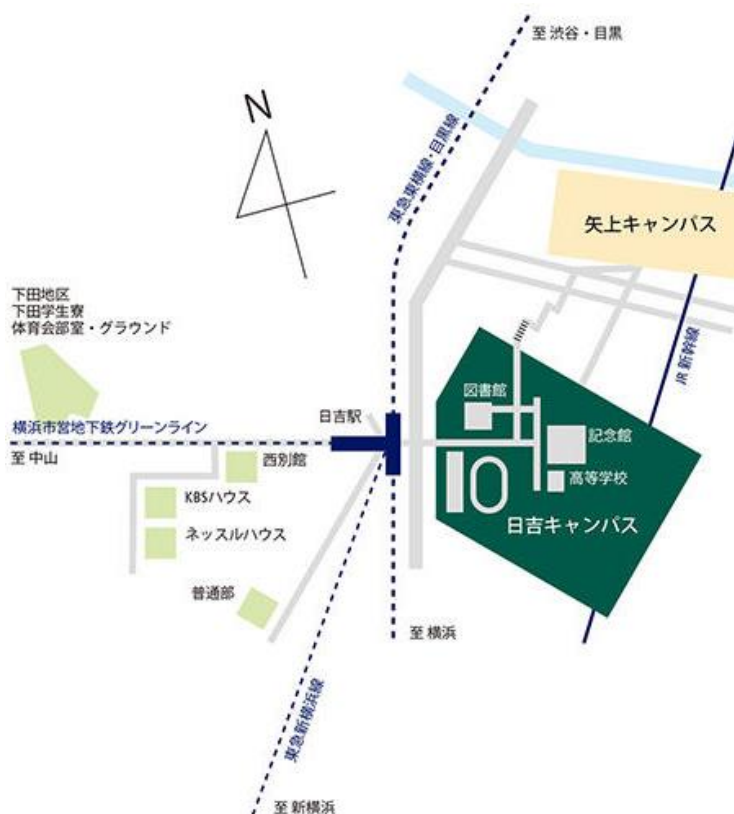 至 渋谷・目黒
N
東急東横線・目黒線
矢上キャンパス
下田地区
下田学生寮
体育会部室・グラウンド
JR 新幹線
図書館
日吉駅
横浜市営地下鉄グリーンライン
至 中山
西別館
記念館
高等学校
KBSハウス
日吉キャンパス
ネッスルハウス
普通部
至 横浜
東急新横浜線
至 新横浜